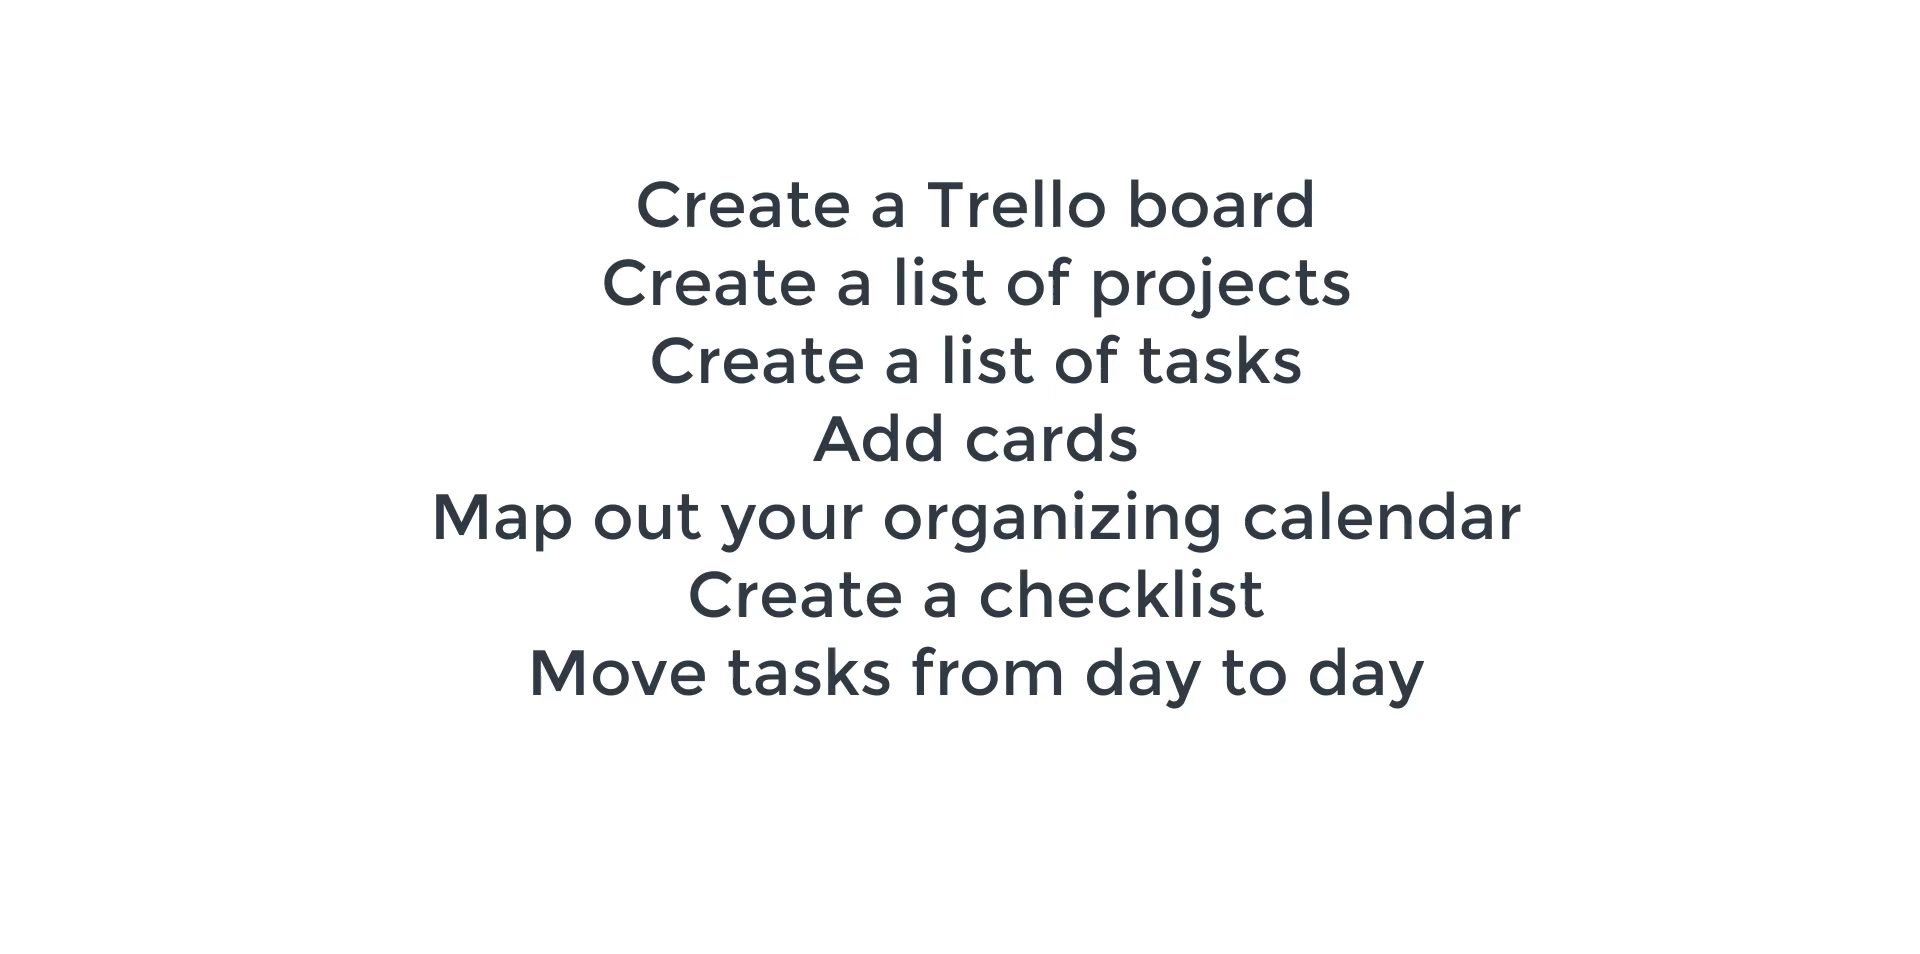 Create a Trello board
Create a list of projects
Create a list of tasks
Add cards
Map out your organizing calendar
Create a checklist
Move tasks from day to day